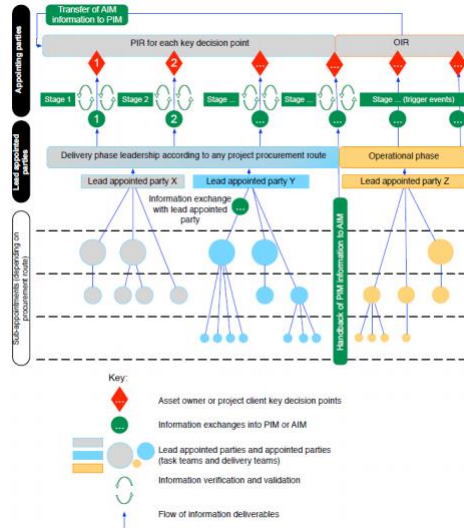 Appointing parties
Transfer of AIM
information to PIM
PIR for each key decision point
OIR
1
2
...
...
...
...
Stage 1
Stage 2
Stage ...
Stage ...
Stage ... (trigger events)
1
2
...
...
...
...
Lead appointed
parties
Delivery phase leadership according to any project procurement route
Operational phase
Lead appointed party X
Lead appointed party Y
Lead appointed party Z
Information exchange
with lead appointed
party
...
Handback of PIM information to AIM
Sub-appointments (depending on
procurement route)
Key:
...
Asset owner or project client key decision points
...
Information exchanges into PIM or AIM
Lead appointed parties and appointed parties
(task teams and delivery teams)
Information verification and validation
Flow of information deliverables